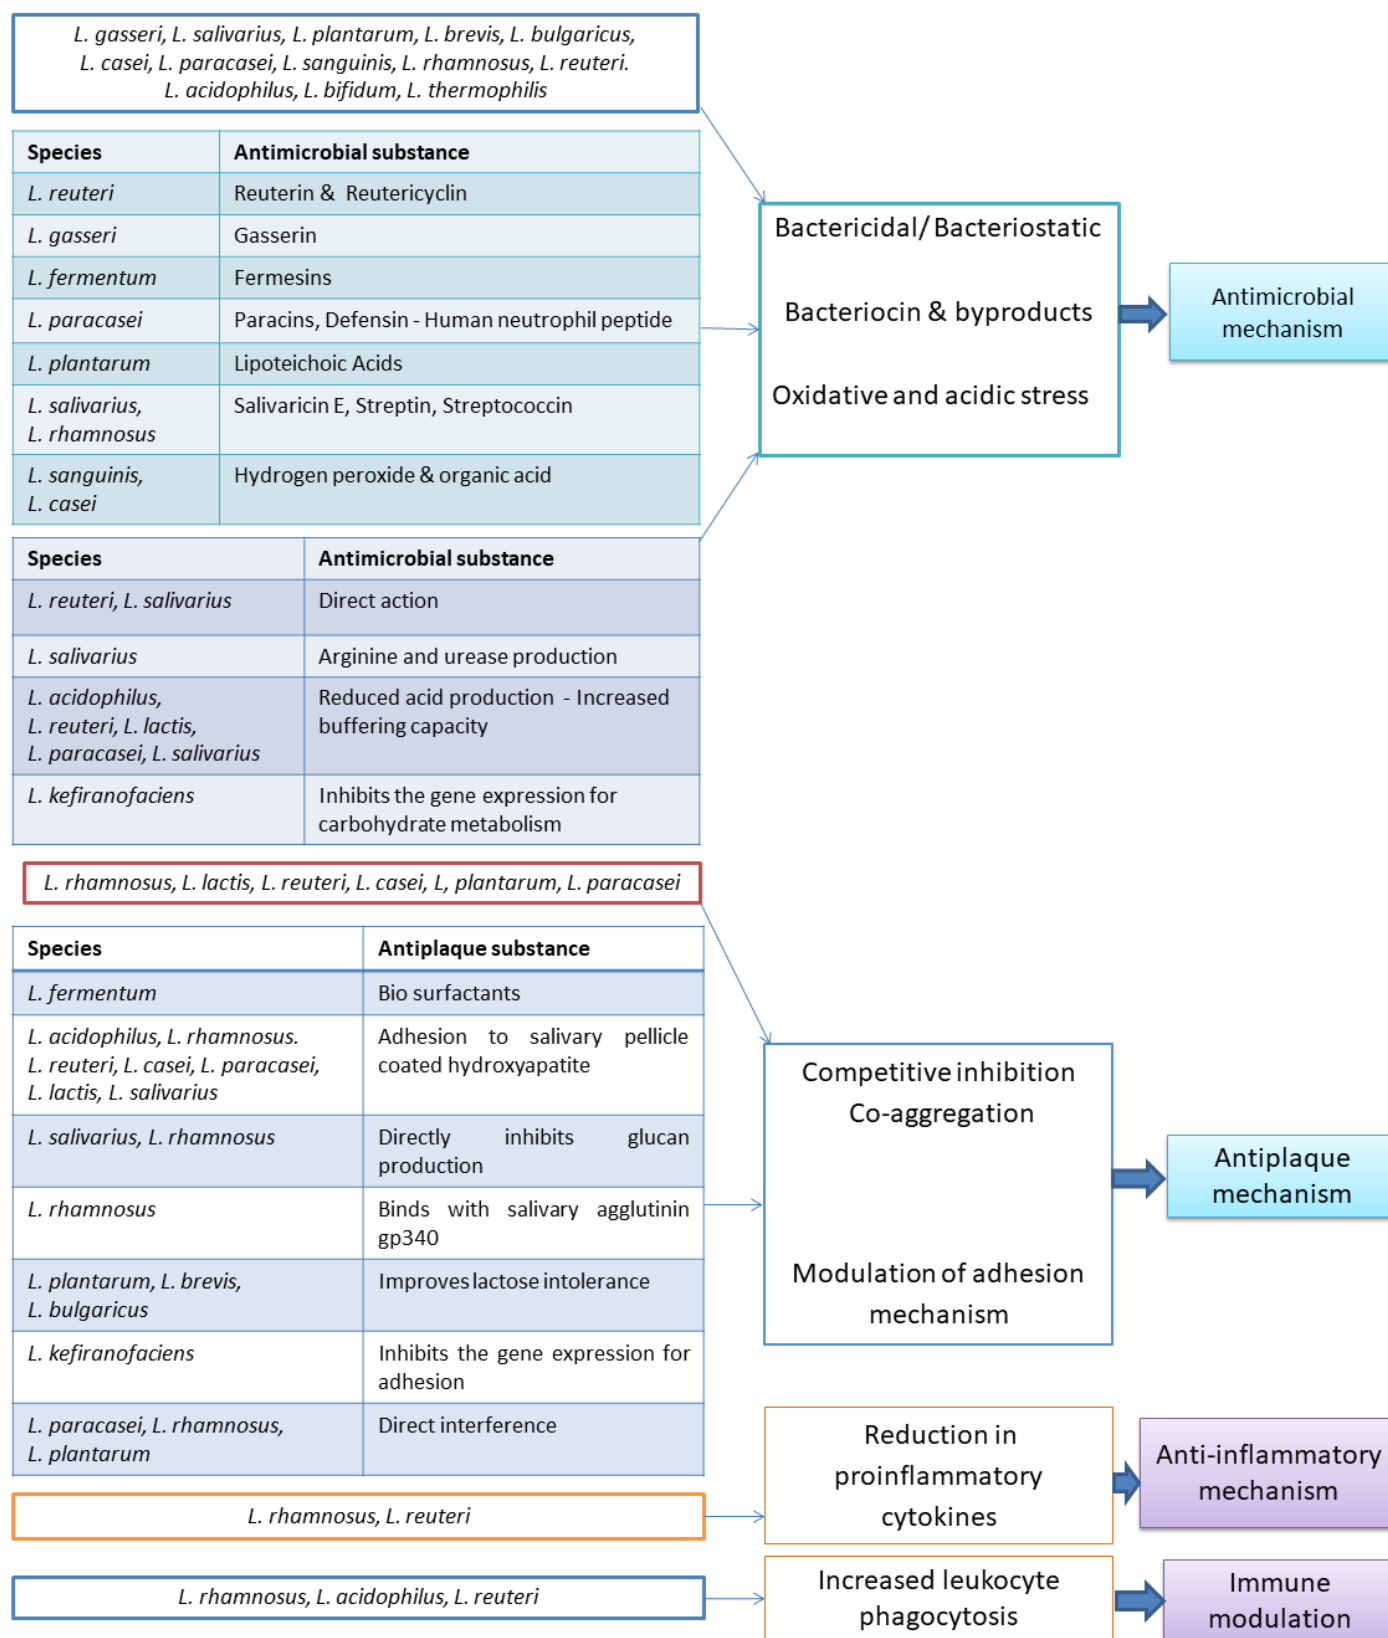 L. gasseri, L. salivarius, L. plantarum, L. brevis, L. bulgaricus,
L. casei, L. paracasei, L. sanguinis, L. rhamnosus, L. reuteri.
L. acidophilus, L. bifidum, L. thermophilis
Species Antimicrobial substance
L. reuteri Reuterin & Reutericyclin
L. gasseri Gasserin
L. fermentum Fermesins
L. paracasei Paracins, Defensin - Human neutrophil peptide
L. plantarum Lipoteichoic Acids
L. salivarius, Salivaricin E, Streptin, Streptococcin
L. rhamnosus
L. sanguinis, Hydrogen peroxide & organic acid
L. casei
Bactericidal/ Bacteriostatic
Bacteriocin & byproducts
Oxidative and acidic stress
Antimicrobial
mechanism
Species Antimicrobial substance
L. reuteri, L. salivarius Direct action
L. salivarius Arginine and urease production
L. acidophilus, Reduced acid production - Increased
L. reuteri, L. lactis, buffering capacity
L. paracasei, L. salivarius
L. kefiranofaciens Inhibits the gene expression for
carbohydrate metabolism
L. rhamnosus, L. lactis, L. reuteri, L. casei, L, plantarum, L. paracasei
Species Antiplaque substance
L. fermentum Bio surfactants
L. acidophilus, L. rhamnosus. Adhesion to salivary pellicle
L. reuteri, L. casei, L. paracasei, coated hydroxyapatite
L. lactis, L. salivarius
L. salivarius, L. rhamnosus Directly inhibits glucan
production
L. rhamnosus Binds with salivary agglutinin
gp340
L. plantarum, L. brevis, Improves lactose intolerance
L. bulgaricus
L. kefiranofaciens Inhibits the gene expression for
adhesion
L. paracasei, L. rhamnosus, Direct interference
L. plantarum
Competitive inhibition
Co-aggregation
Modulation of adhesion
mechanism
Antiplaque
mechanism
L. rhamnosus, L. reuteri
Reduction in
proinflammatory
cytokines
Anti-inflammatory
mechanism
L. rhamnosus, L. acidophilus, L. reuteri
Increased leukocyte
phagocytosis
Immune
modulation